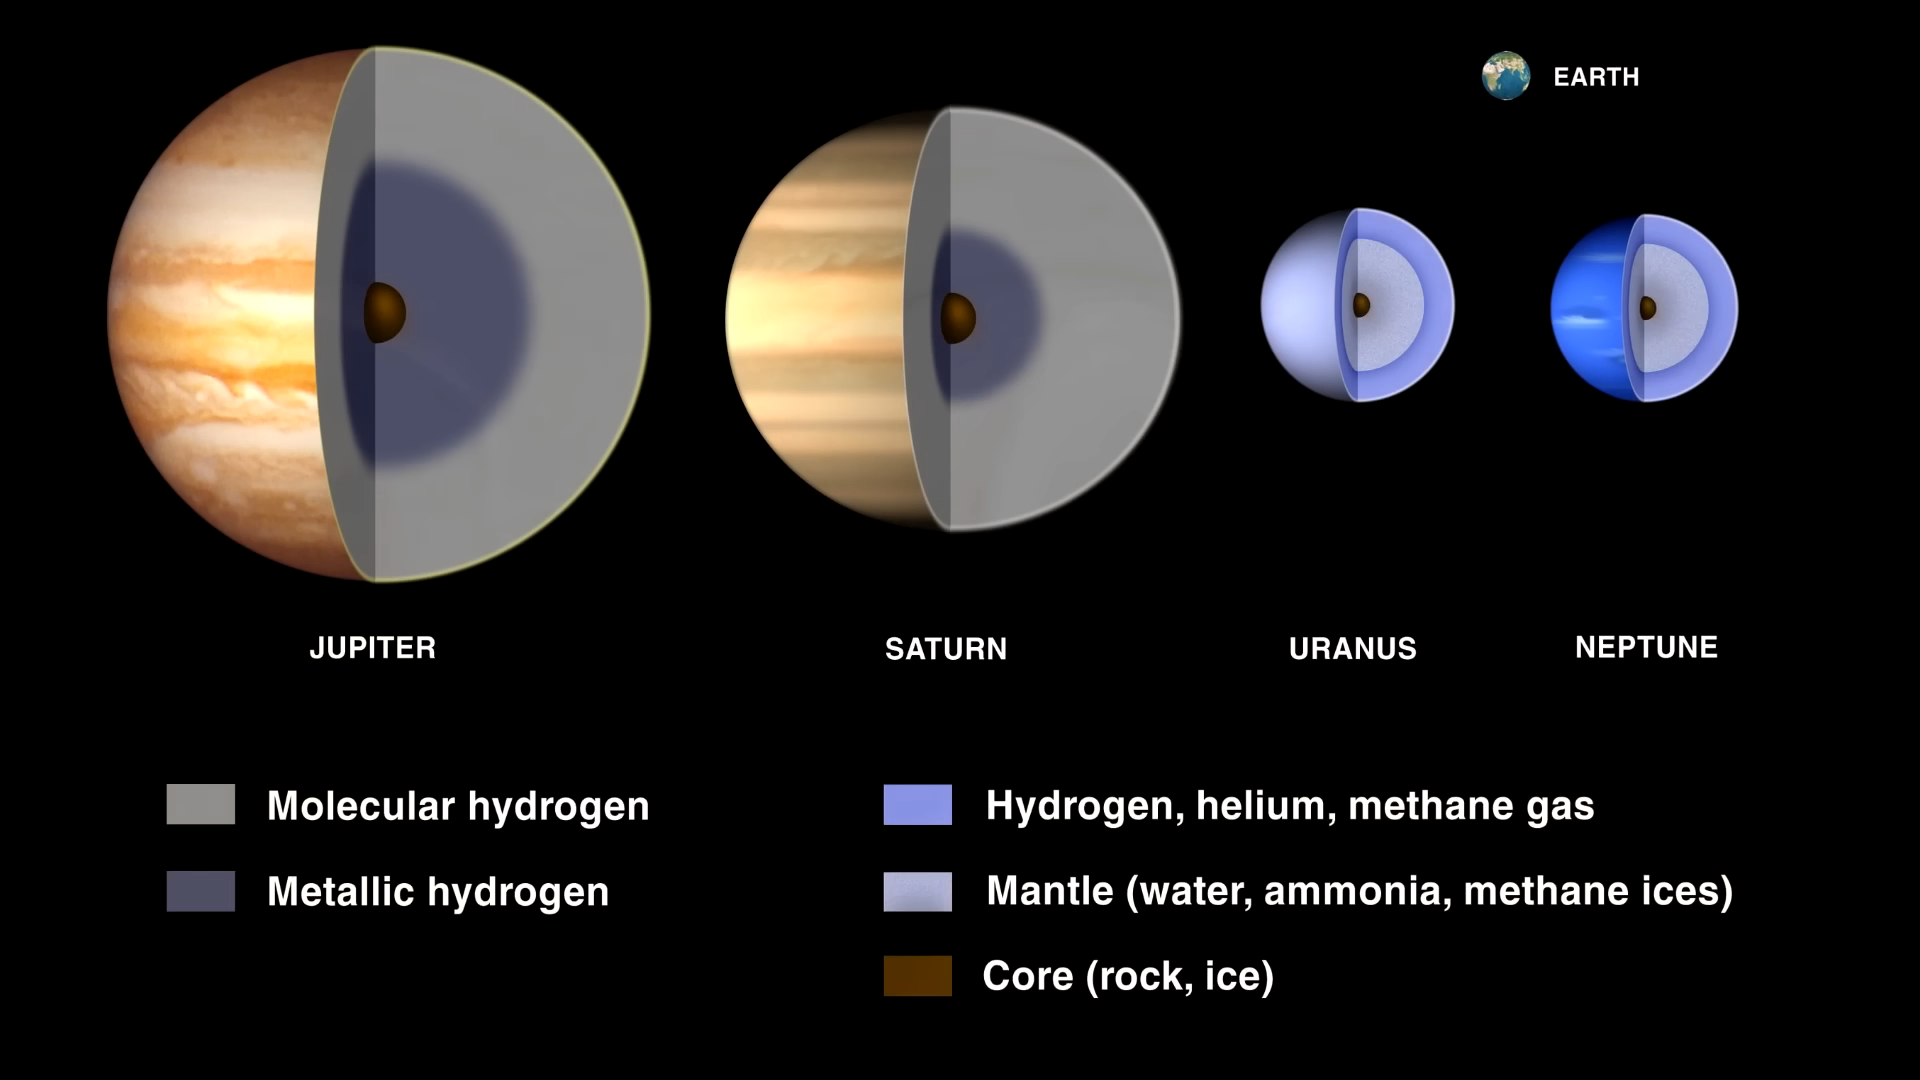 EARTH
JUPITER
SATURN
URANUS
NEPTUNE
Molecular hydrogen
Metallic hydrogen
Hydrogen, helium, methane gas
Mantle (water, ammonia, methane ices)
Core (rock, ice)